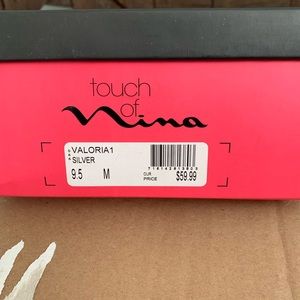 touch
of
Nina
VALORIA1
SILVER
9.5 M
OUR
PRICE $59.99